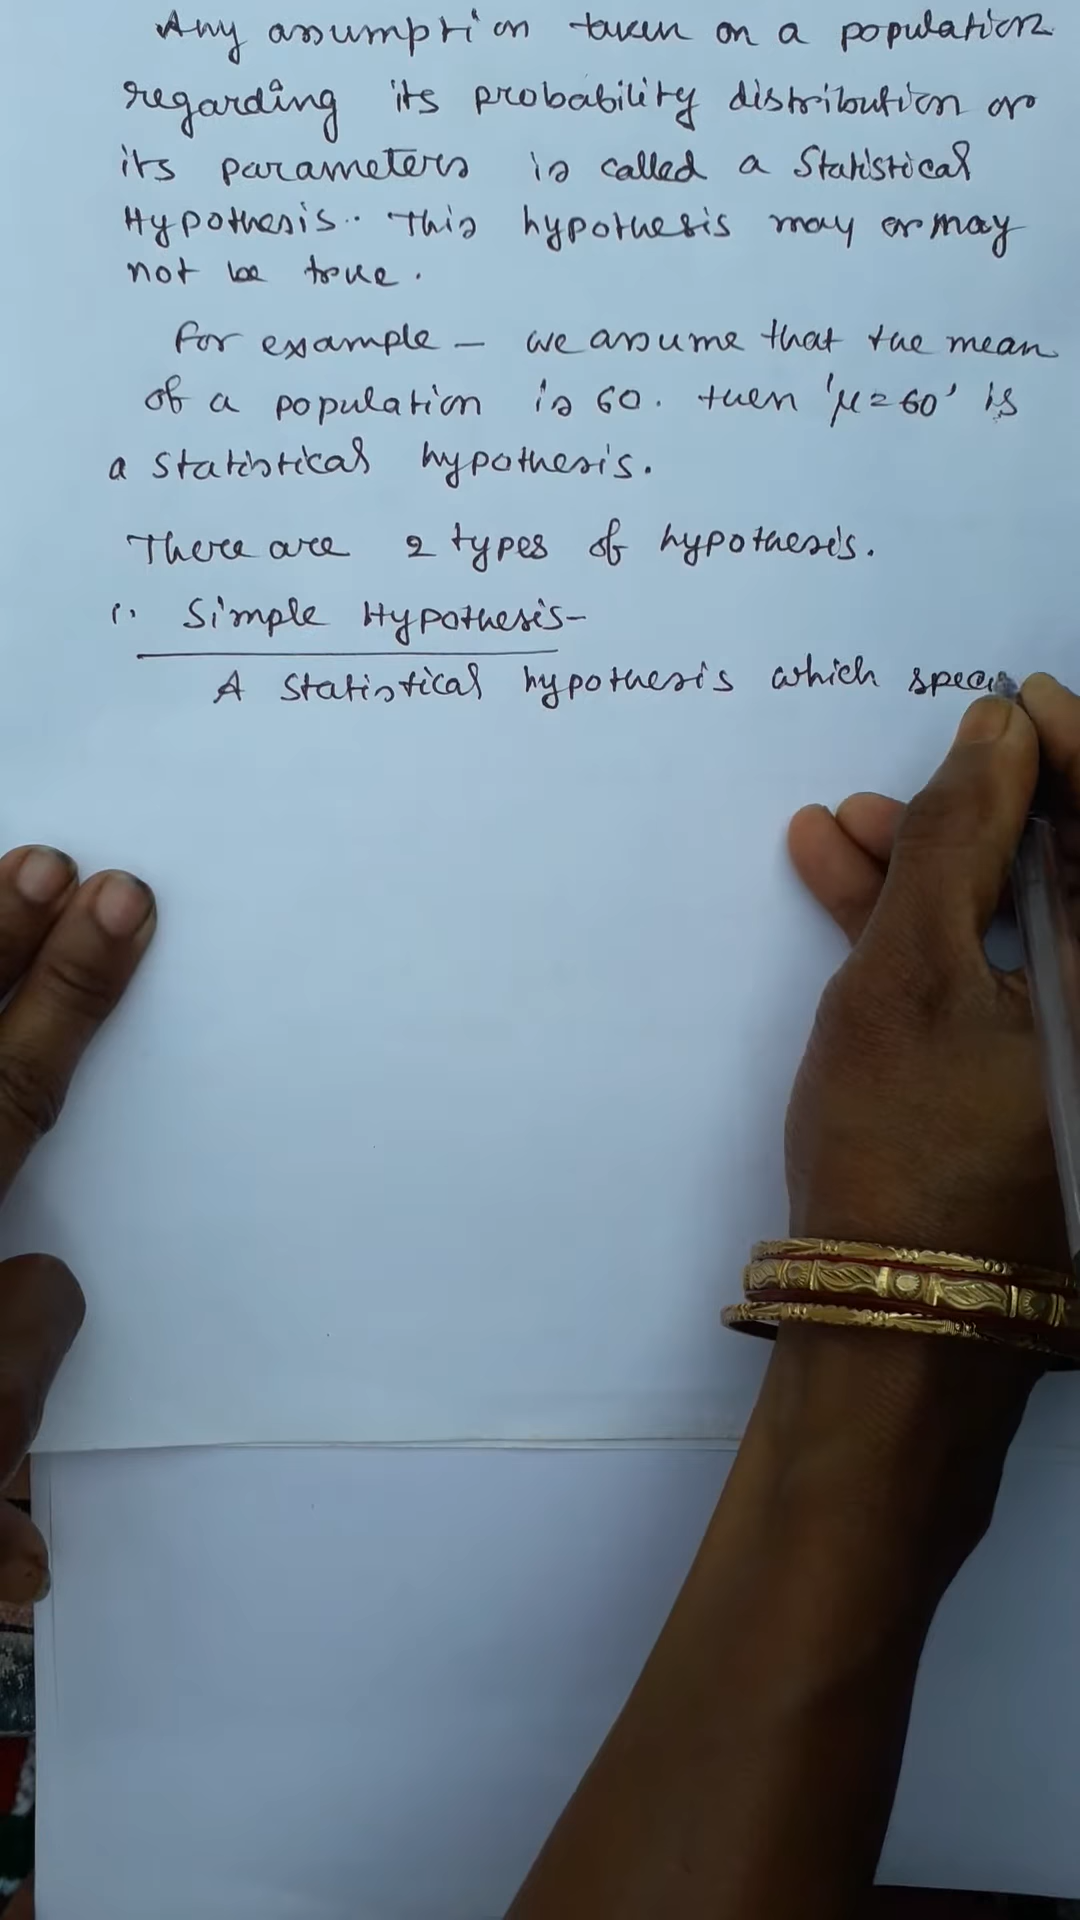 Any assumption taken on a population
regarding its probability distribution or
its parameters is called a Statistical
Hypothesis.. This hypothesis may or may
not be true.
For example - we assume that the mean
of a population is 60. then 'μ=60' is
a statistical hypothesis.
There are 2 types of hypothesis.
1. Simple Hypothesis-
A Statistical hypothesis which speci